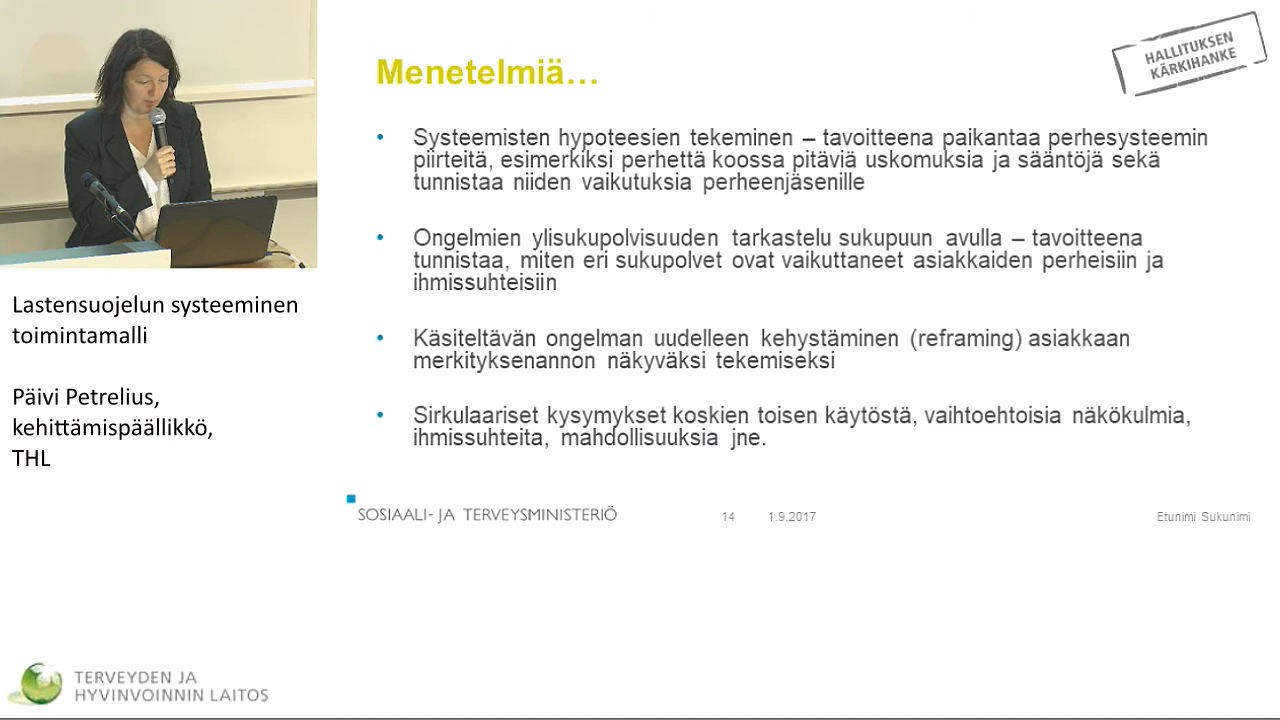 HALLITUKSEN
KÄRKIHANKE
Menetelmiä...
• Systeemisten hypoteesien tekeminen – tavoitteena paikantaa perhesysteemin
piirteitä, esimerkiksi perhettä koossa pitäviä uskomuksia ja sääntöjä sekä
tunnistaa niiden vaikutuksia perheenjäsenille
• Ongelmien ylisukupolvisuuden tarkastelu sukupuun avulla – tavoitteena
tunnistaa, miten eri sukupolvet ovat vaikuttaneet asiakkaiden perheisiin ja
ihmissuhteisiin
• Käsiteltävän ongelman uudelleen kehystäminen (reframing) asiakkaan
merkityksenannon näkyväksi tekemiseksi
• Sirkulaariset kysymykset koskien toisen käytöstä, vaihtoehtoisia näkökulmia,
ihmissuhteita, mahdollisuuksia jne.
SOSIAALI- JA TERVEYSMINISTERIÖ 14 1.9.2017 Etunimi Sukunimi
Lastensuojelun systeeminen
toimintamalli
Päivi Petrelius,
kehittämispäällikkö,
THL
TERVEYDEN JA
HYVINVOINNIN LAITOS